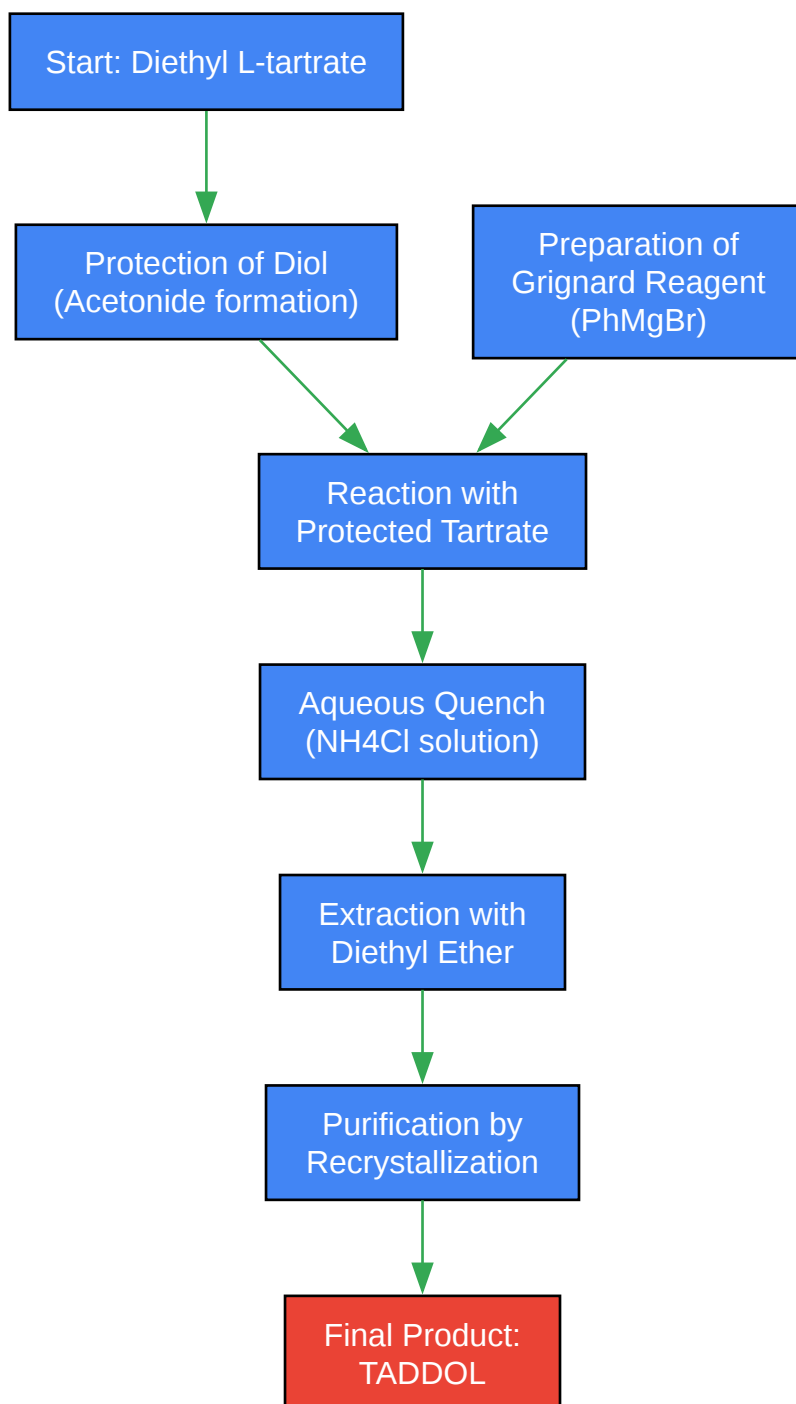 Start: Diethyl L-tartrate
Protection of Diol
(Acetonide formation)
Preparation of
Grignard Reagent
(PhMgBr)
Reaction with
Protected Tartrate
Aqueous Quench
(NH4Cl solution)
Extraction with
Diethyl Ether
Purification by
Recrystallization
Final Product:
TADDOL